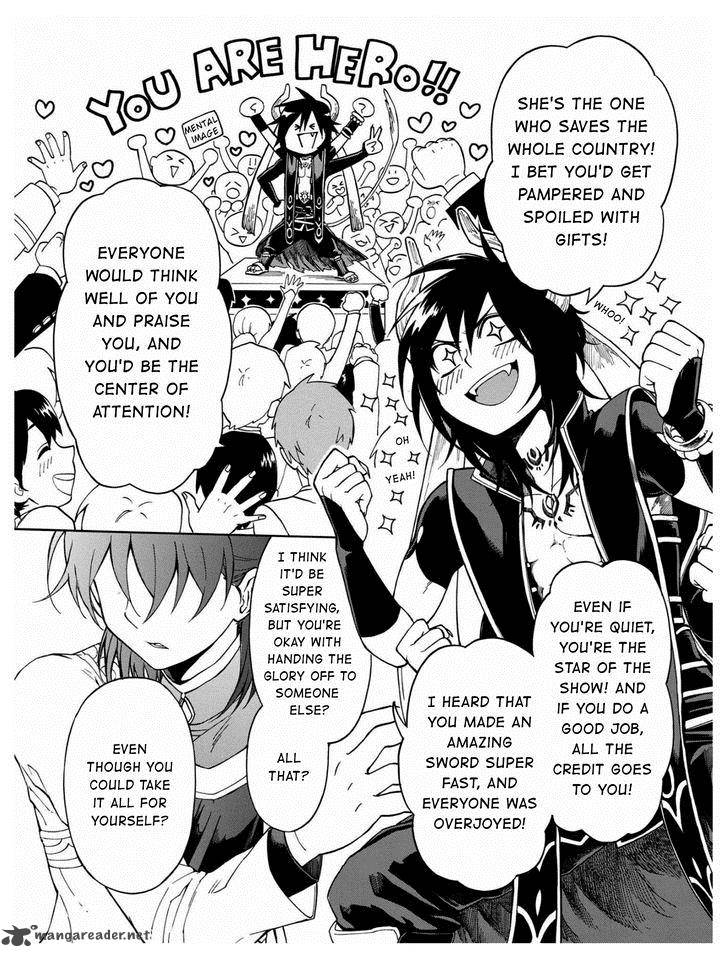 YOU ARE HERO!!
MENTAL
IMAGE
SHE'S THE ONE
WHO SAVES THE
WHOLE COUNTRY!
I BET YOU'D GET
PAMPERED AND
SPOILED WITH
GIFTS!
EVERYONE
WOULD THINK
WELL OF YOU
AND PRAISE
YOU, AND
YOU'D BE THE
CENTER OF
ATTENTION!
WHOO!
OH
YEAH!
EVEN IF
YOU'RE QUIET,
YOU'RE THE
STAR OF THE
SHOW! AND
IF YOU DO A
GOOD JOB,
ALL THE
CREDIT GOES
TO YOU!
I HEARD THAT
YOU MADE AN
AMAZING
SWORD SUPER
FAST, AND
EVERYONE WAS
OVERJOYED!
I THINK
IT'D BE
SUPER
SATISFYING,
BUT YOU'RE
OKAY WITH
HANDING THE
GLORY OFF TO
SOMEONE
ELSE?
ALL
THAT?
EVEN
THOUGH YOU
COULD TAKE
IT ALL FOR
YOURSELF?
mangareader.net